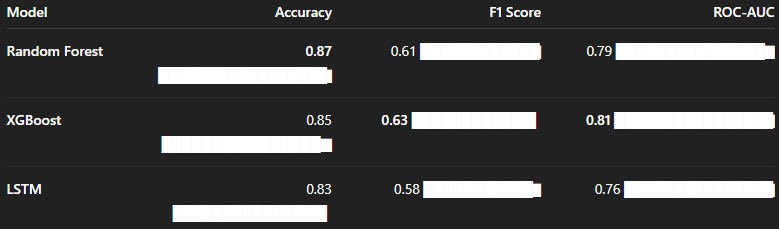 Model Accuracy F1 Score ROC-AUC
Random Forest 0.87 0.61 0.79
XGBoost 0.85 0.63 0.81
LSTM 0.83 0.58 0.76